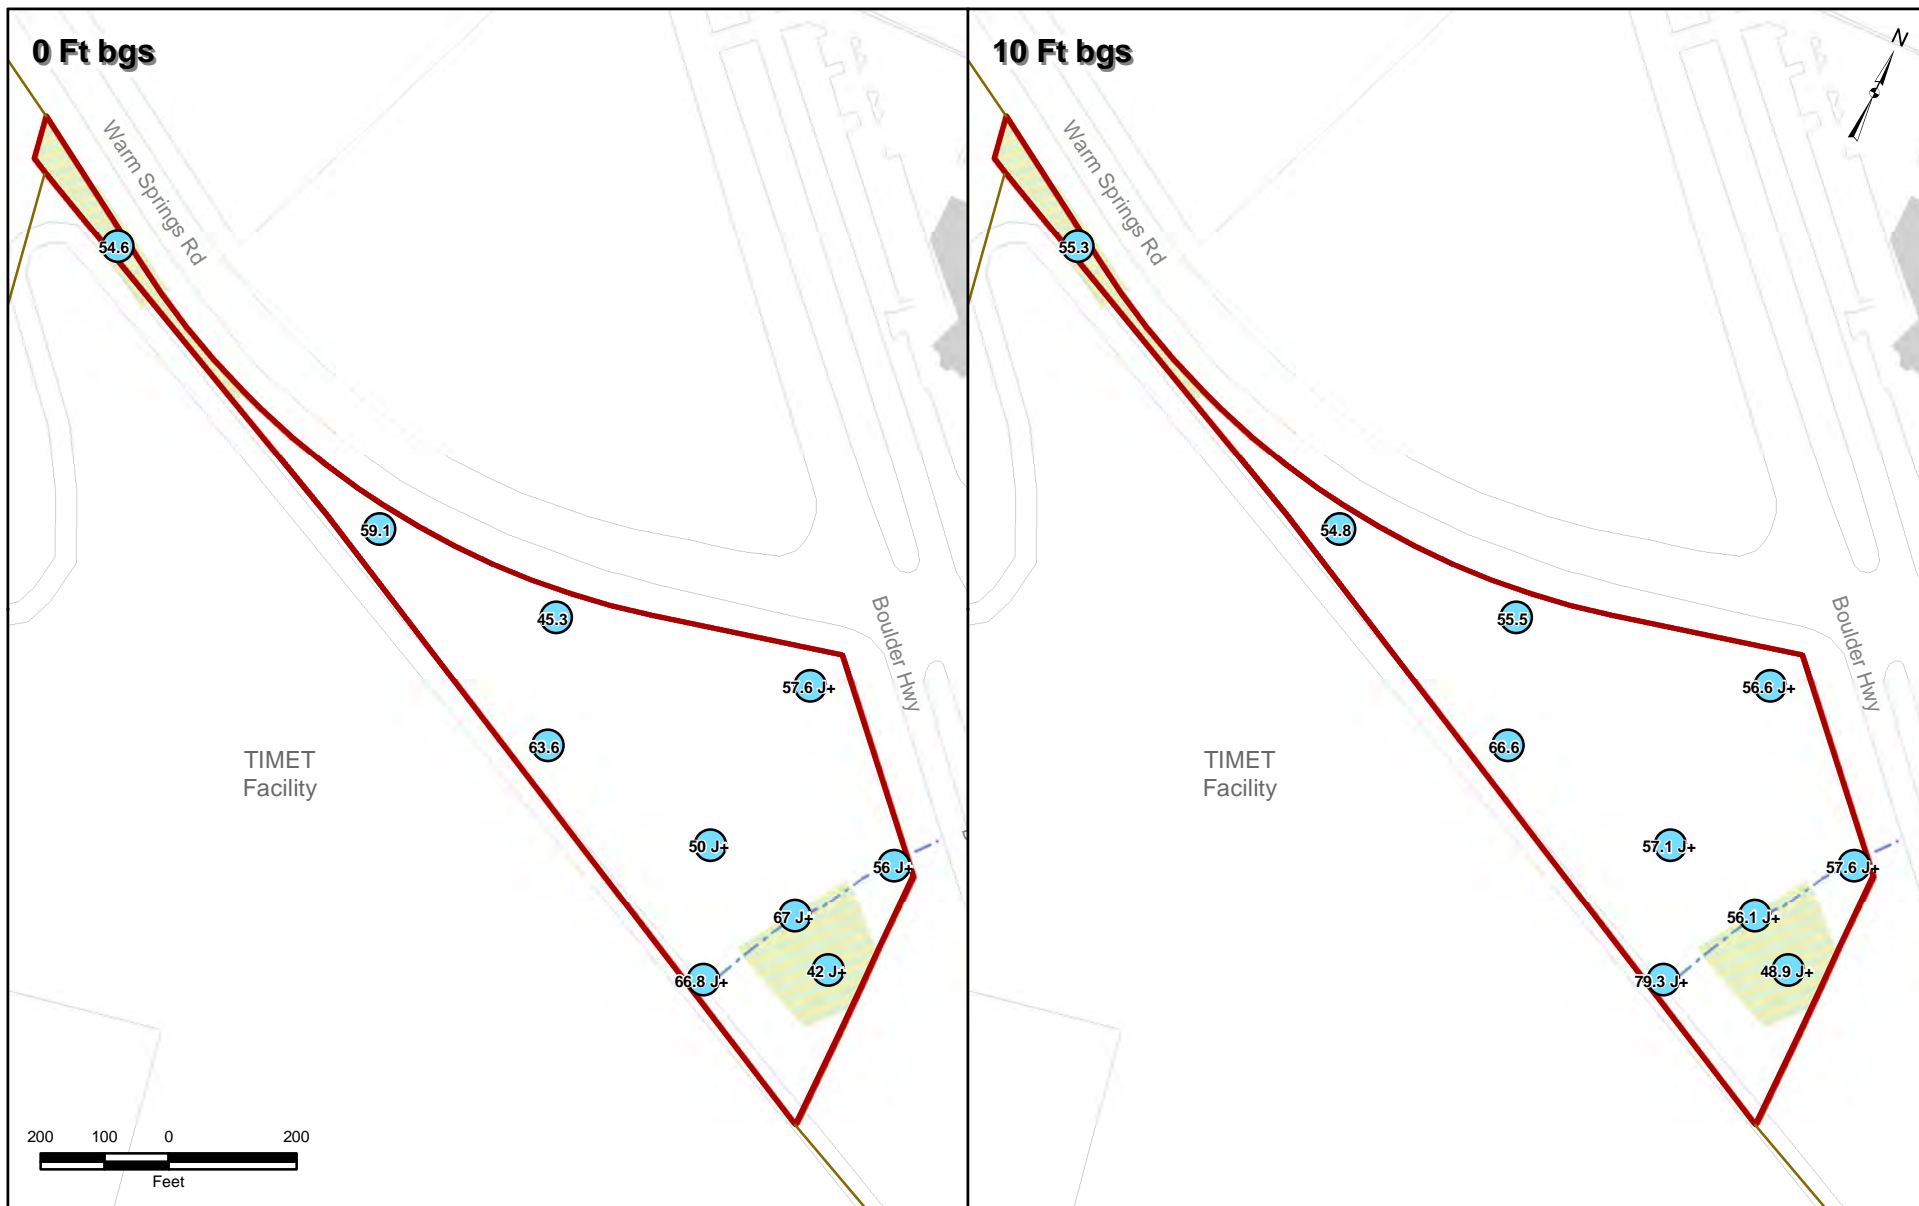 0 Ft bgs
Warm Springs Rd
54.6
59.1
45.3
57.6 J+
Boulder Hwy
63.6
TIMET
Facility
50 J+
56 J+
67 J+
42 J+
66.8 J+
200 100 0 200
Feet
10 Ft bgs
N
Warm Springs Rd
55.3
54.8
55.5
56.6 J+
Boulder Hwy
66.6
TIMET
Facility
57.1 J+
57.6 J+
56.1 J+
48.9 J+
79.3 J+